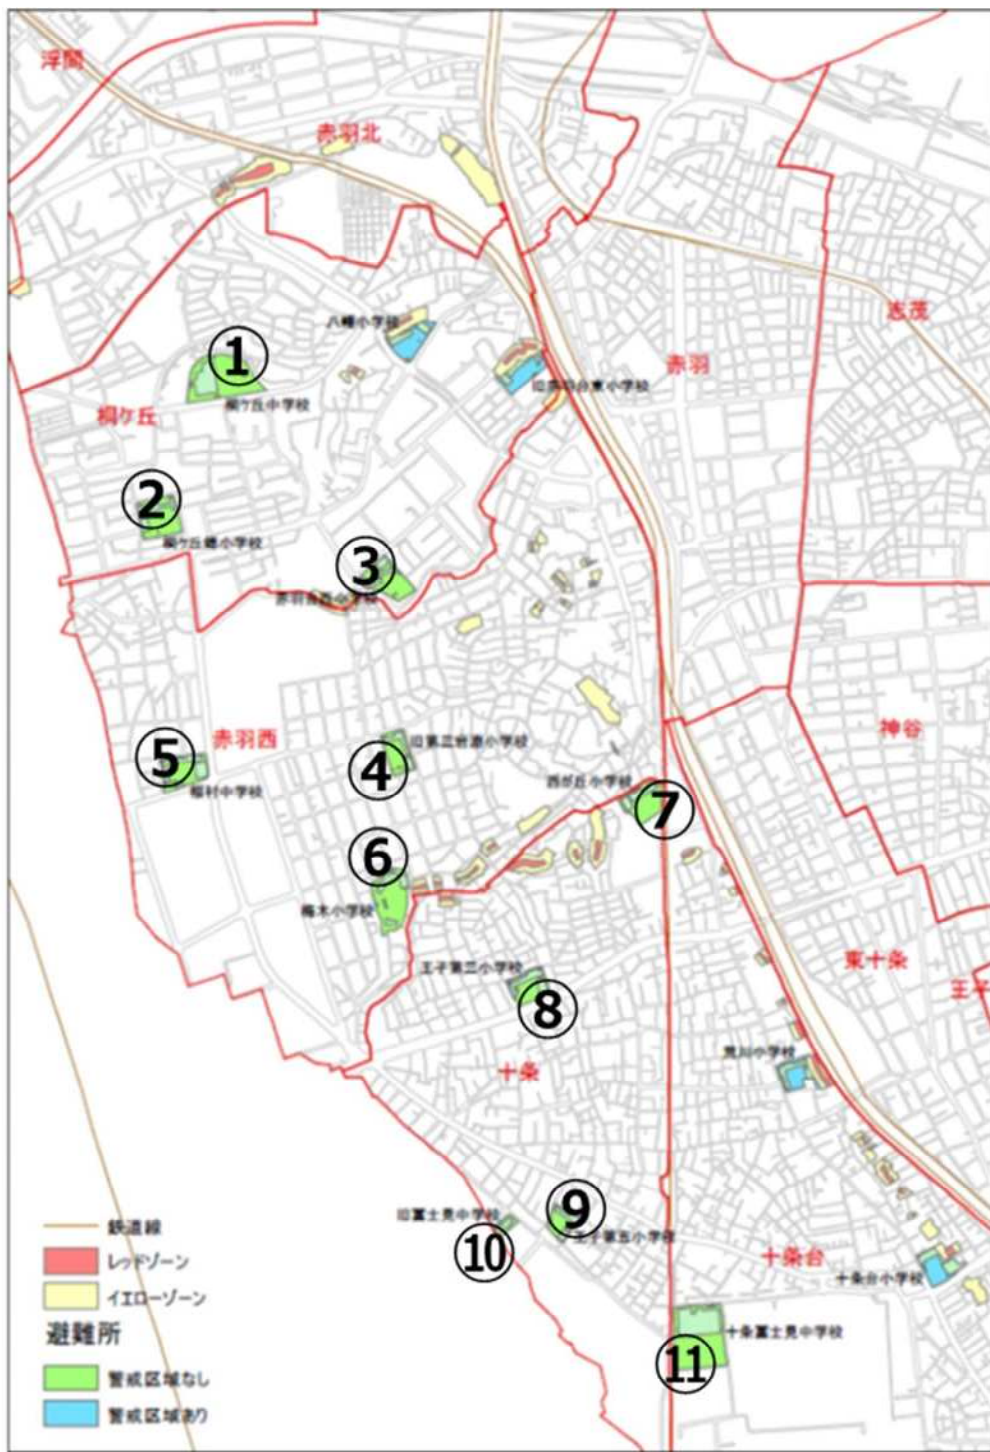 浮間
赤羽北
志茂
八幡小学校
①
赤羽
旧赤羽台東小学校
桐ケ丘中学校
桐ケ丘
②
桐ケ丘郷小学校
③
赤羽台西小学校
神谷
赤羽西
旧第三岩淵小学校
⑤
④
西が丘小学校
稲付中学校
⑦
⑥
梅木小学校
東十条
王子第三小学校
王子
⑧
荒川中学校
十条
⑨
旧富士見中学校
王子第五小学校
⑩
十条台
十条台小学校
十条富士見中学校
⑪
鉄道線
レッドゾーン
イエローゾーン
避難所
警戒区域なし
警戒区域あり